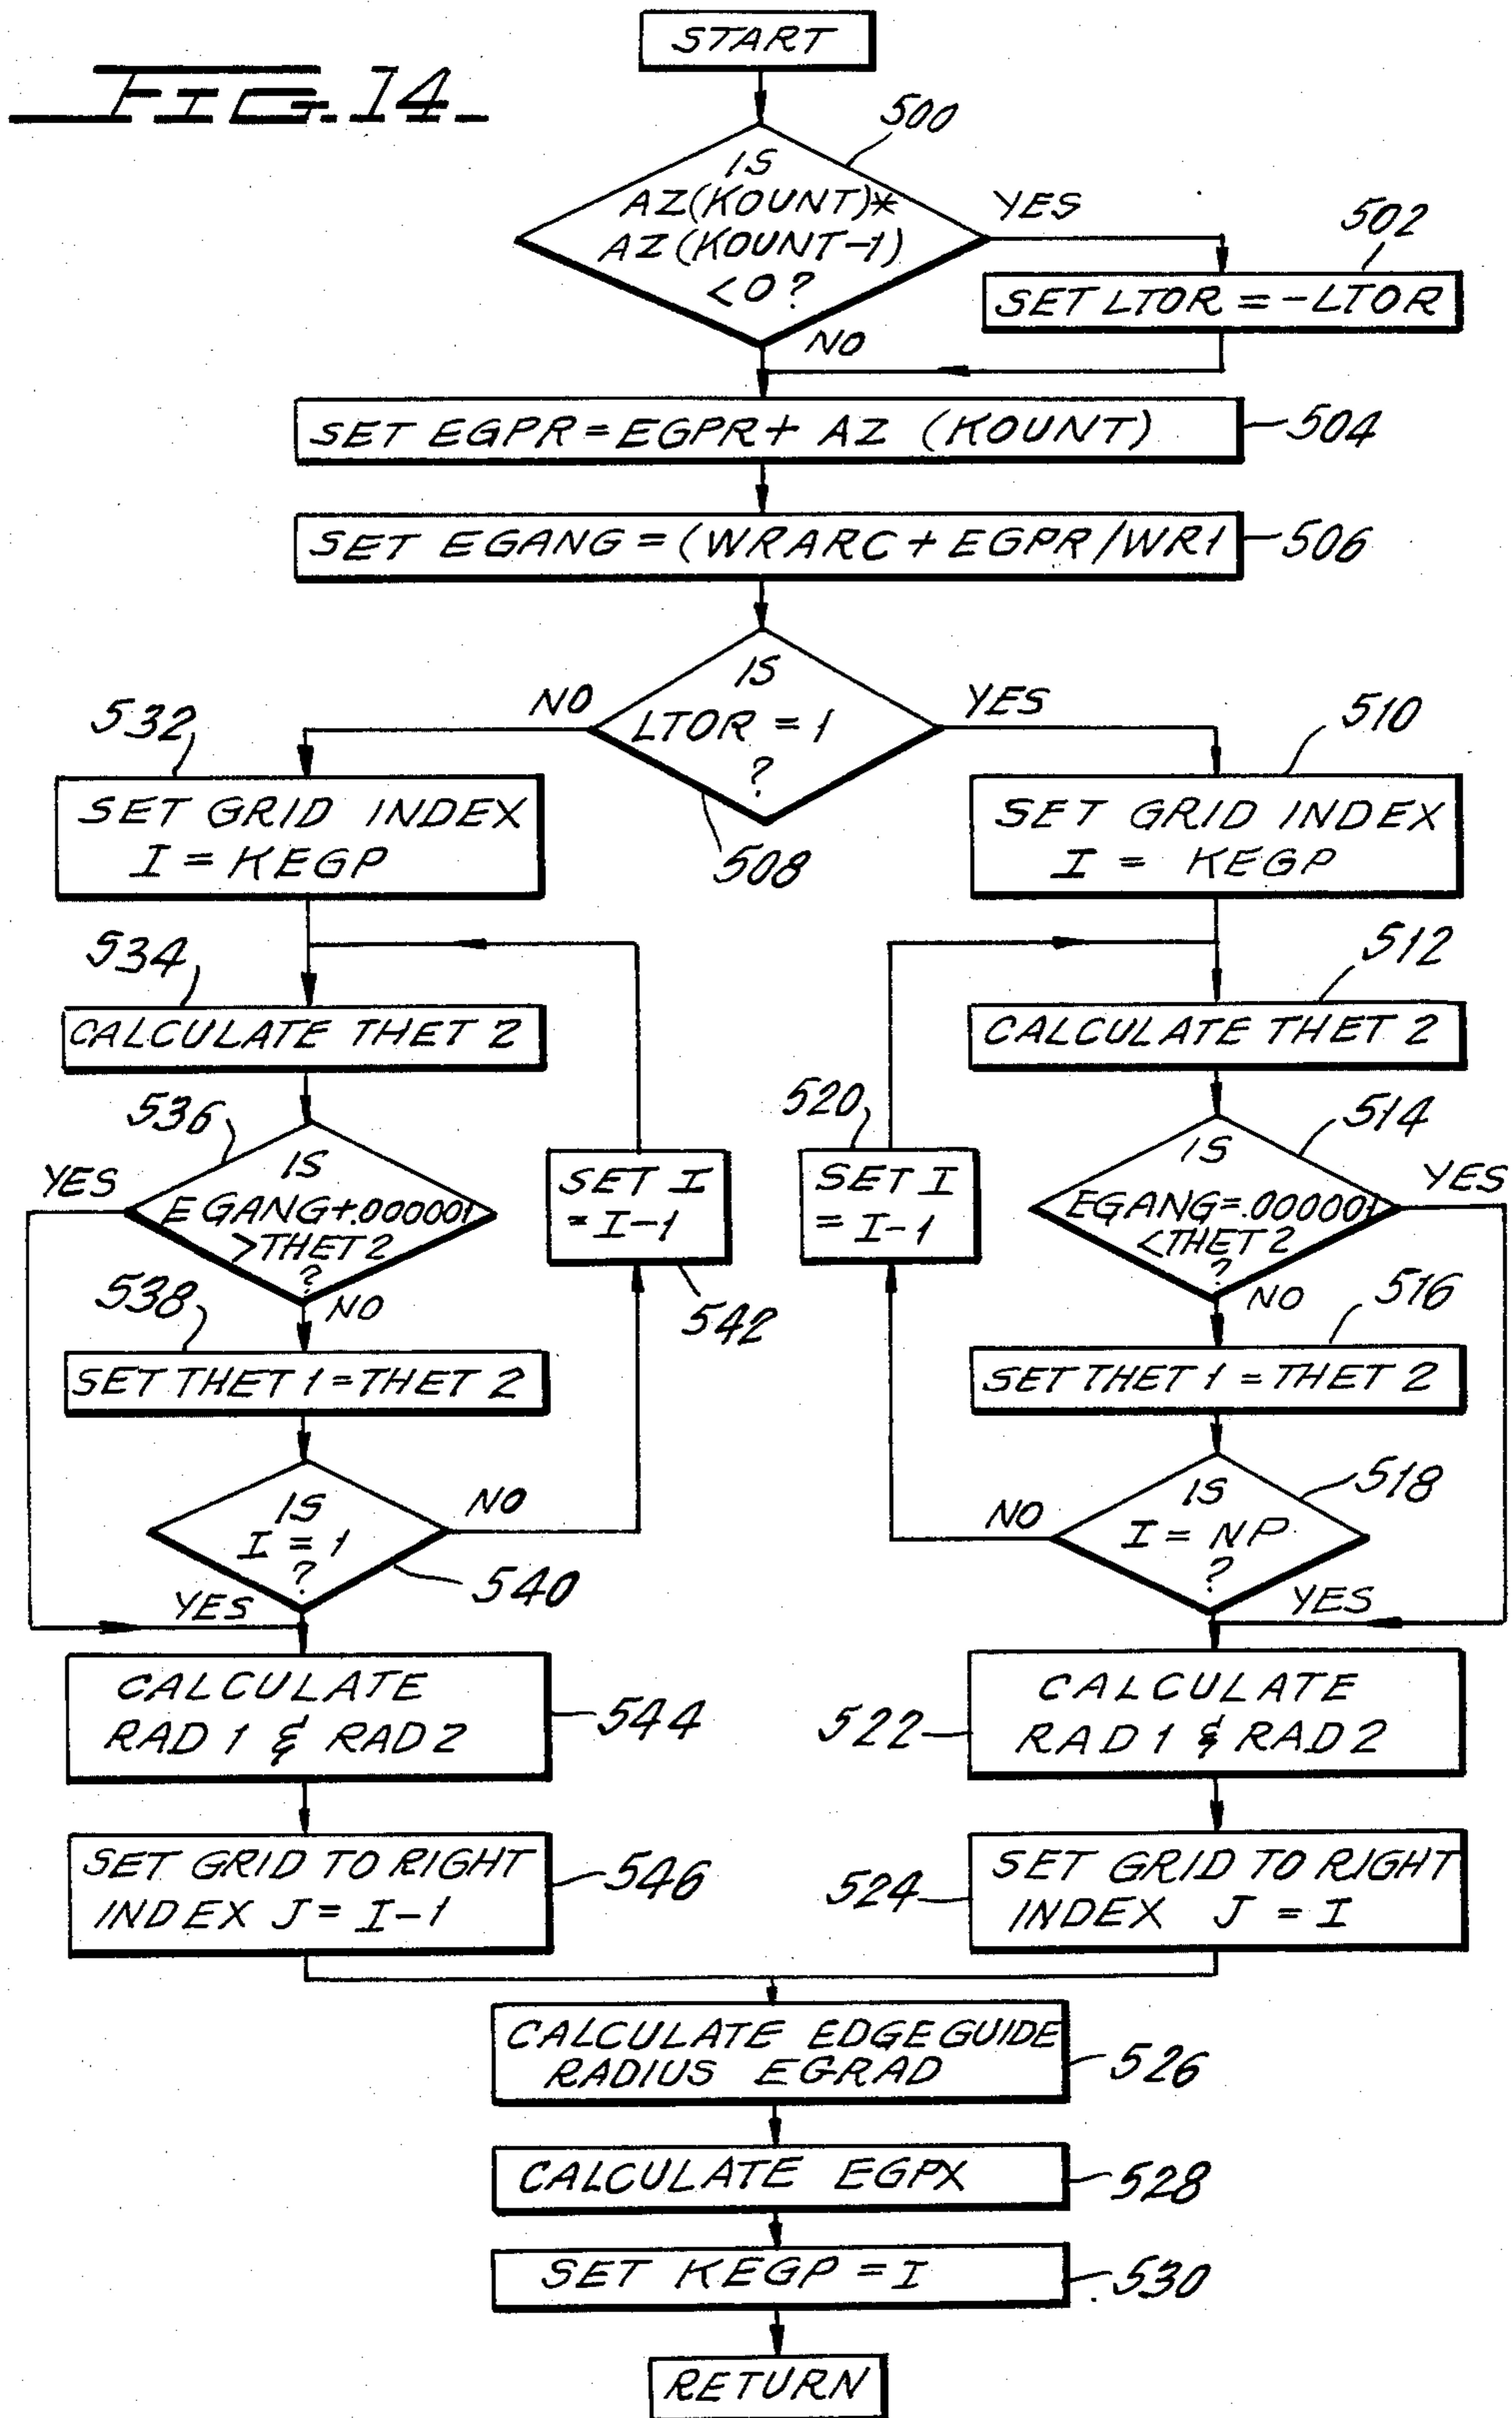 FIG. 14.
START
500
IS
AZ(KOUNT)*
AZ(KOUNT-1)
<0?
YES
502
SET LTOR = -LTOR
NO
SET EGPR = EGPR + AZ (KOUNT)
504
SET EGANG = (WRARC + EGPR/WR1
506
IS
LTOR = 1
?
NO
YES
508
532
SET GRID INDEX
I = KEGP
510
SET GRID INDEX
I = KEGP
534
CALCULATE THET 2
512
CALCULATE THET 2
536
IS
EGANG+.000001
>THET 2
?
YES
NO
SET I
= I-1
542
520
SET I
= I-1
514
IS
EGANG=.000001
<THET 2
?
YES
NO
538
SET THET 1 = THET 2
516
SET THET 1 = THET 2
IS
I = 1
?
NO
540
YES
IS
I = NP
?
518
NO
YES
CALCULATE
RAD 1 & RAD 2
544
522
CALCULATE
RAD 1 & RAD 2
SET GRID TO RIGHT
INDEX J = I-1
546
524
SET GRID TO RIGHT
INDEX J = I
CALCULATE EDGE GUIDE
RADIUS EGRAD
526
CALCULATE EGPX
528
SET KEGP = I
530
RETURN